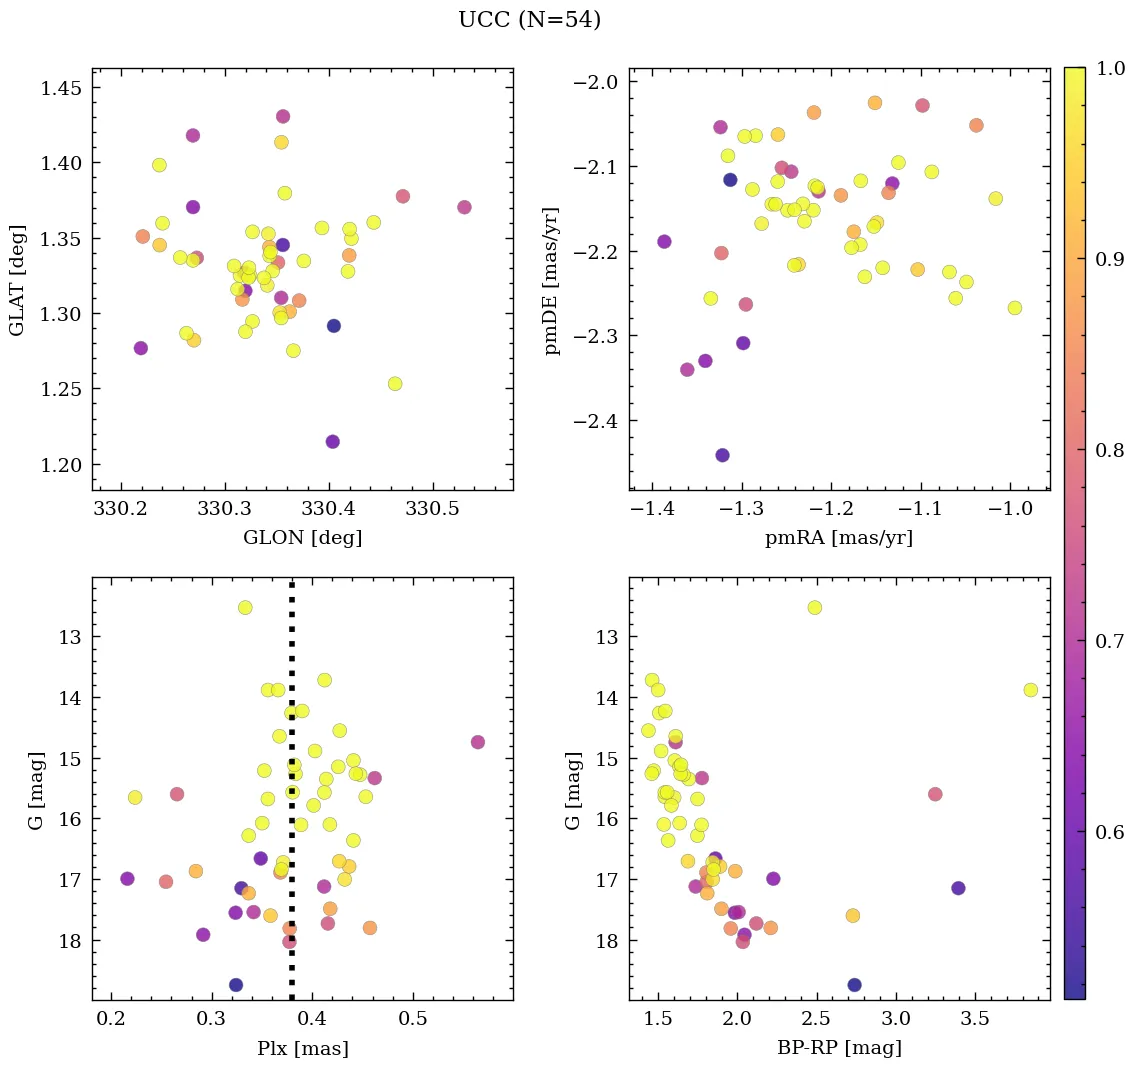 UCC (N=54)
1.45
1.40
1.35
1.30
1.25
1.20
GLAT [deg]
330.2 330.3 330.4 330.5
GLON [deg]
−2.0
−2.1
−2.2
−2.3
−2.4
pmDE [mas/yr]
−1.4 −1.3 −1.2 −1.1 −1.0
pmRA [mas/yr]
1.0
0.9
0.8
0.7
0.6
13
14
15
16
17
18
G [mag]
0.2 0.3 0.4 0.5
Plx [mas]
13
14
15
16
17
18
G [mag]
1.5 2.0 2.5 3.0 3.5
BP-RP [mag]